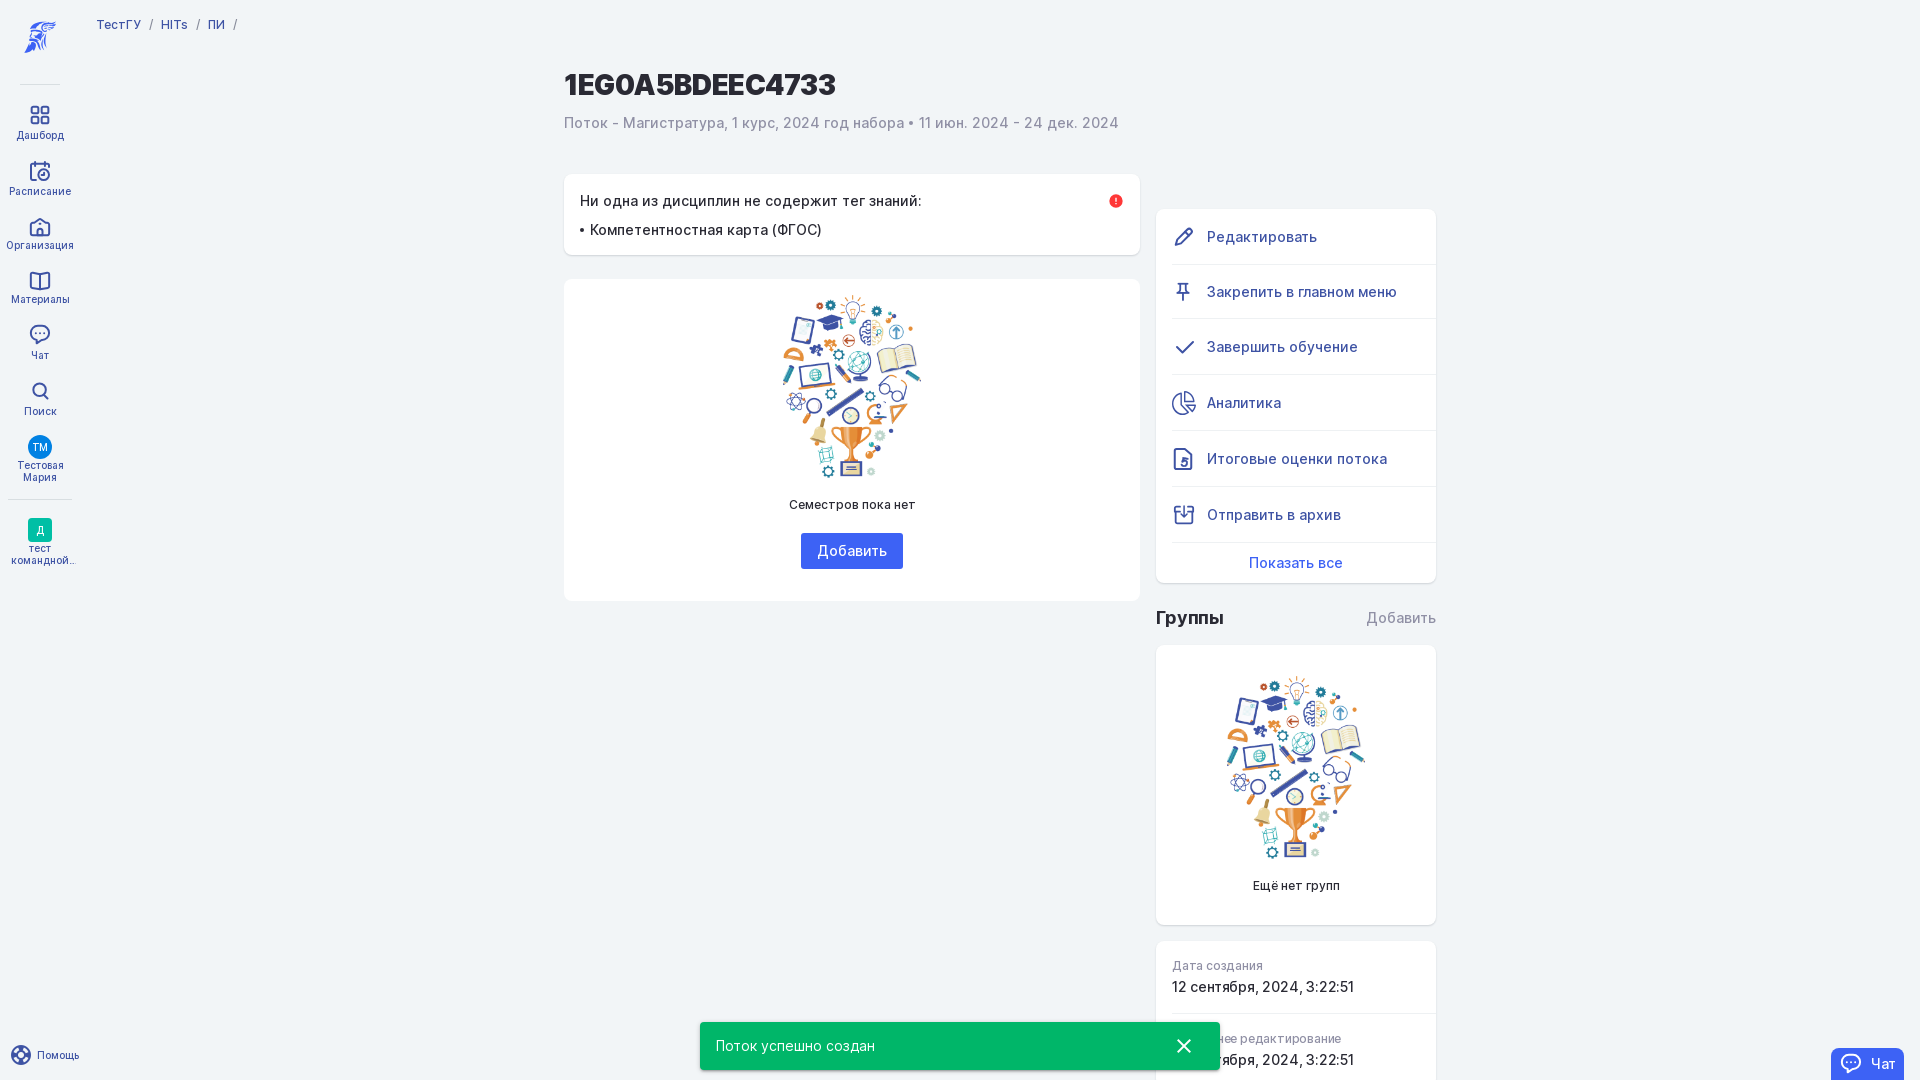 ТестГУ / HITs / ПИ /
Дашборд
Расписание
Организация
Материалы
Чат
Поиск
ТМ
Тестовая
Мария
Д
тест
командной...
Помощь
1EG0A5BDEEC4733
Поток - Магистратура, 1 курс, 2024 год набора • 11 июн. 2024 - 24 дек. 2024
Ни одна из дисциплин не содержит тег знаний:
• Компетентностная карта (ФГОС)
Семестров пока нет
Добавить
Редактировать
Закрепить в главном меню
Завершить обучение
Аналитика
Итоговые оценки потока
Отправить в архив
Показать все
Группы
Добавить
Ещё нет групп
Дата создания
12 сентября, 2024, 3:22:51
редактирование
2024, 3:22:51
Поток успешно создан
Чат